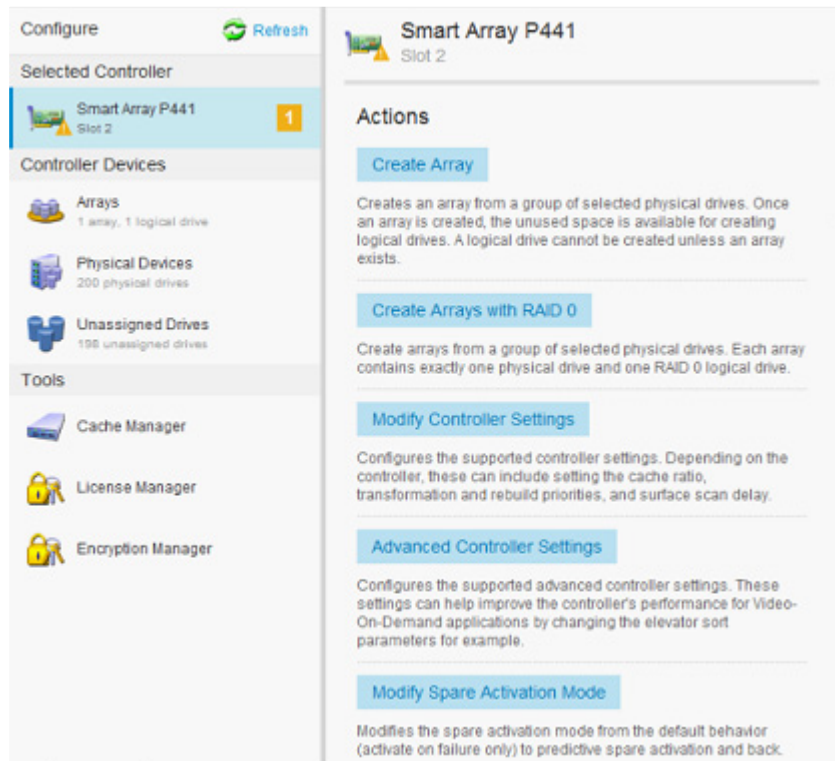 Configure
Refresh
Selected Controller
Smart Array P441
Slot 2
1
Controller Devices
Arrays
1 array, 1 logical drive
Physical Devices
200 physical drives
Unassigned Drives
198 unassigned drives
Tools
Cache Manager
License Manager
Encryption Manager
Smart Array P441
Slot 2
Actions
Create Array
Creates an array from a group of selected physical drives. Once
an array is created, the unused space is available for creating
logical drives. A logical drive cannot be created unless an array
exists.
Create Arrays with RAID 0
Create arrays from a group of selected physical drives. Each array
contains exactly one physical drive and one RAID 0 logical drive.
Modify Controller Settings
Configures the supported controller settings. Depending on the
controller, these can include setting the cache ratio,
transformation and rebuild priorities, and surface scan delay.
Advanced Controller Settings
Configures the supported advanced controller settings. These
settings can help improve the controller's performance for Video-
On-Demand applications by changing the elevator sort
parameters for example.
Modify Spare Activation Mode
Modifies the spare activation mode from the default behavior
(activate on failure only) to predictive spare activation and back.